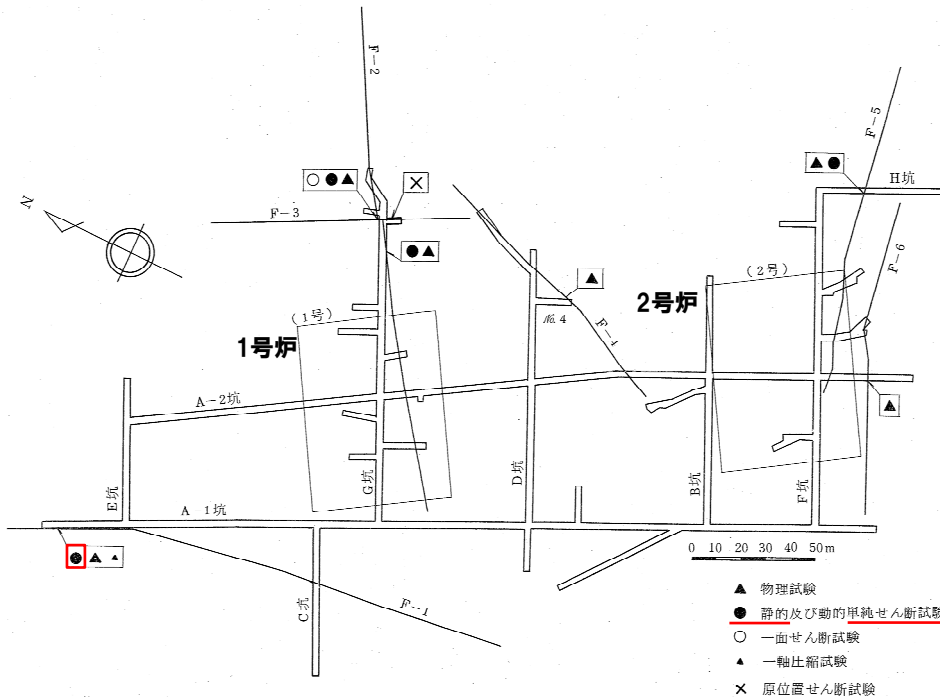 F-2
F-5
H坑
F-3
F-6
N
(2号)
2号炉
(1号)
1号炉
No. 4
F-4
A-2坑
E坑
G坑
D坑
B坑
F坑
A 1坑
C坑
F-1
0 10 20 30 40 50m
▲ 物理試験
● 静的及び動的単純せん断試験
○ 一面せん断試験
▲ 一軸圧縮試験
× 原位置せん断試験